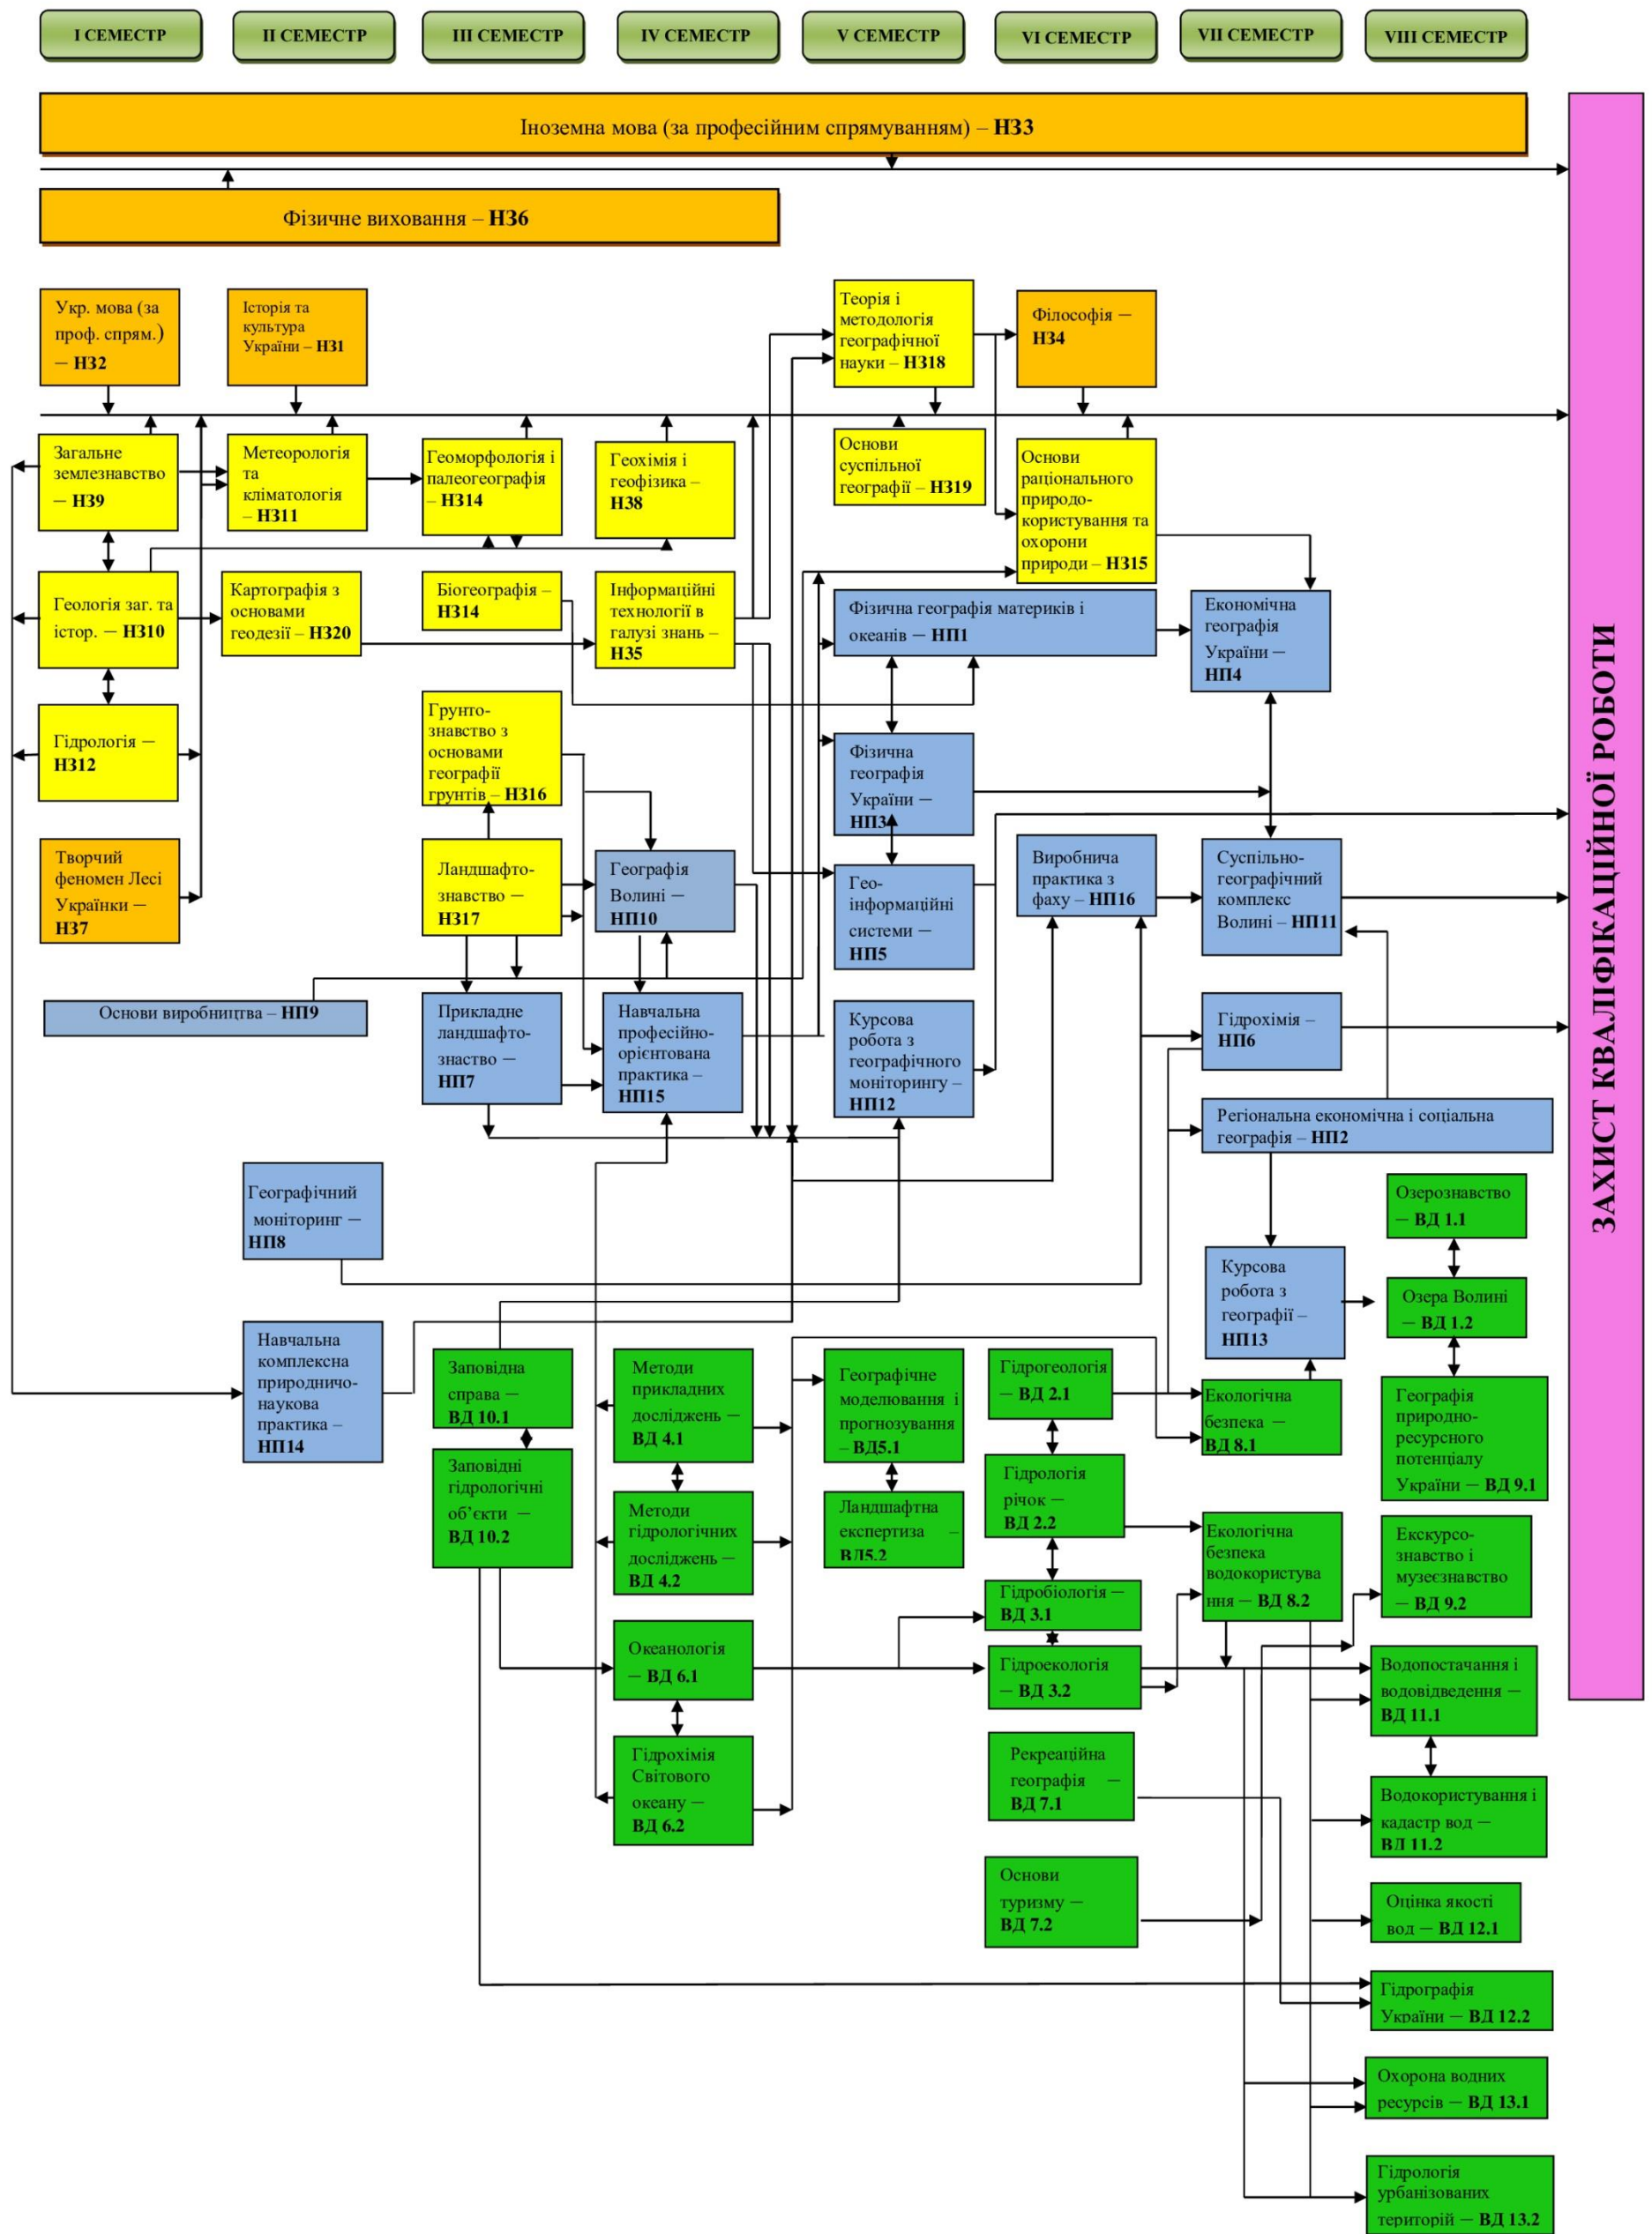 І СЕМЕСТР
ІІ СЕМЕСТР
ІІІ СЕМЕСТР
ІV СЕМЕСТР
V СЕМЕСТР
VІ СЕМЕСТР
VІІ СЕМЕСТР
VІІІ СЕМЕСТР
Іноземна мова (за професійним спрямуванням) – НЗ3
Фізичне виховання – НЗ6
Укр. мова (за
проф. спрям.)
— НЗ2
Історія та
культура
України – НЗ1
Теорія і
методологія
географічної
науки – НЗ18
Філософія —
НЗ4
Загальне
землезнавство
— НЗ9
Метеорологія
та
кліматологія
– НЗ11
Геоморфологія і
палеогеографія
– НЗ14
Геохімія і
геофізика –
НЗ8
Основи
суспільної
географії – НЗ19
Основи
раціонального
природо-
користування та
охорони
природи – НЗ15
Геологія заг. та
істор. — НЗ10
Картографія з
основами
геодезії – НЗ20
Біогеографія –
НЗ14
Інформаційні
технології в
галузі знань –
НЗ5
Фізична географія материків і
океанів — НП1
Економічна
географія
України —
НП4
Гідрологія —
НЗ12
Грунто-
знавство з
основами
географії
грунтів – НЗ16
Фізична
географія
України —
НП3
Творчий
феномен Лесі
Українки —
НЗ7
Ландшафто-
знавство —
НЗ17
Географія
Волині —
НП10
Гео-
інформаційні
системи —
НП5
Виробнича
практика з
фаху – НП16
Суспільно-
географічний
комплекс
Волині – НП11
Основи виробництва – НП9
Прикладне
ландшафто-
знаство —
НП7
Навчальна
професійно-
орієнтована
практика –
НП15
Курсова
робота з
географічного
моніторингу –
НП12
Гідрохімія –
НП6
Регіональна економічна і соціальна
географія – НП2
Географічний
моніторинг —
НП8
Озерознавство
— ВД 1.1
Курсова
робота з
географії –
НП13
Озера Волині
— ВД 1.2
Навчальна
комплексна
природничо-
наукова
практика –
НП14
Заповідна
справа —
ВД 10.1
Методи
прикладних
досліджень —
ВД 4.1
Географічне
моделювання і
прогнозування
– ВД5.1
Гідрогеологія
— ВД 2.1
Екологічна
безпека —
ВД 8.1
Географія
природно-
ресурсного
потенціалу
України — ВД 9.1
Заповідні
гідрологічні
об’єкти —
ВД 10.2
Методи
гідрологічних
досліджень —
ВД 4.2
Ландшафтна
експертиза –
ВД5.2
Гідрологія
річок —
ВД 2.2
Екологічна
безпека
водокористува
ння — ВД 8.2
Екскурсо-
знавство і
музеєзнавство
— ВД 9.2
Гідробіологія —
ВД 3.1
Океанологія
— ВД 6.1
Гідроекологія
— ВД 3.2
Водопостачання і
водовідведення —
ВД 11.1
Гідрохімія
Світового
океану —
ВД 6.2
Рекреаційна
географія —
ВД 7.1
Водокористування і
кадастр вод —
ВД 11.2
Основи
туризму —
ВД 7.2
Оцінка якості
вод — ВД 12.1
Гідрографія
України — ВД 12.2
Охорона водних
ресурсів — ВД 13.1
Гідрологія
урбанізованих
територій — ВД 13.2
ЗАХИСТ КВАЛІФІКАЦІЙНОЇ РОБОТИ